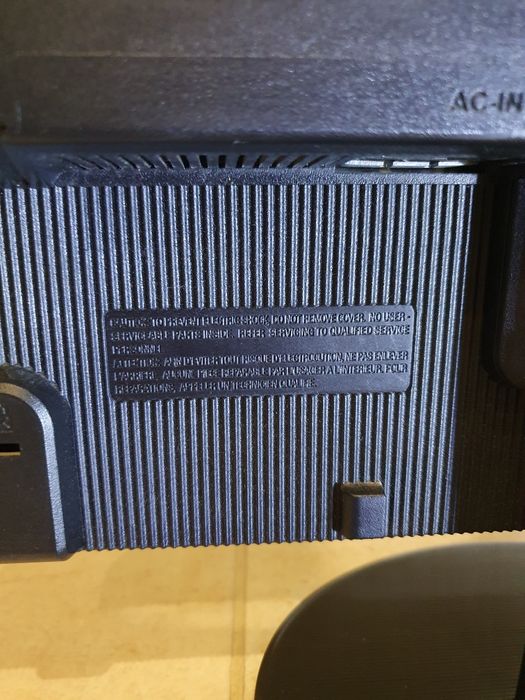 AC-IN
CAUTION: TO PREVENT ELECTRIC SHOCK, DO NOT REMOVE COVER. NO USER-
SERVICEABLE PARTS INSIDE. REFER SERVICING TO QUALIFIED SERVICE
PERSONNEL.
ATTENTION: AFIN D'EVITER TOUT RISQUE D'ELECTROCUTION, NE PAS ENLEVER
L'ARRIERE. AUCUNE PIECE REPARABLE PAR L'USAGER A L'INTERIEUR. POUR
REPARATIONS, APPELER UN TECHNICIEN QUALIFIE.